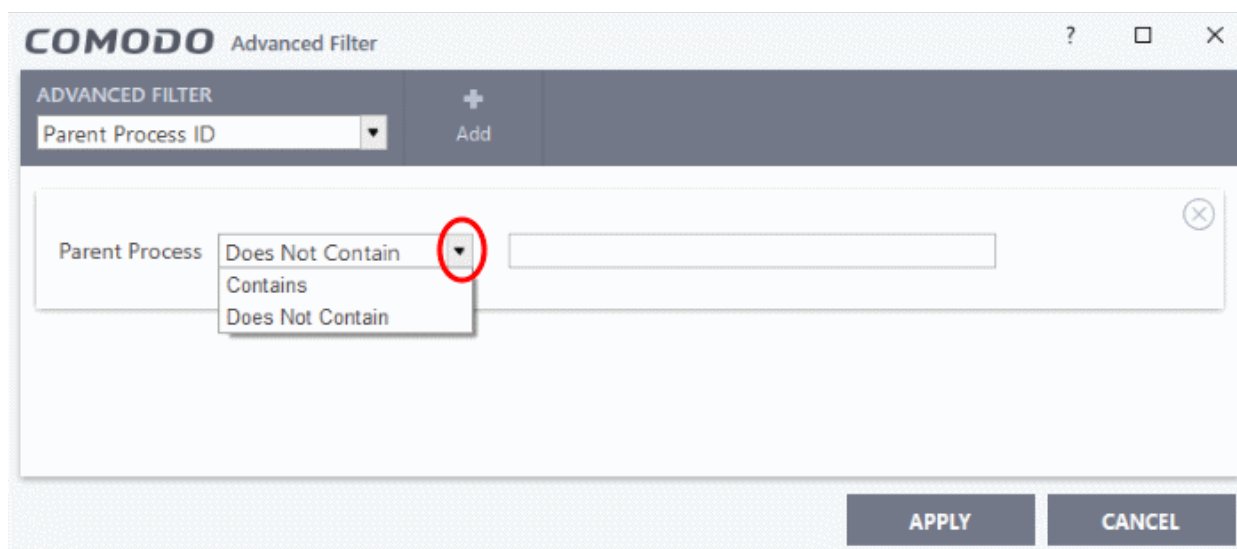 COMODO Advanced Filter ?
ADVANCED FILTER
Parent Process ID
Add
Parent Process Does Not Contain
Contains
Does Not Contain
APPLY CANCEL